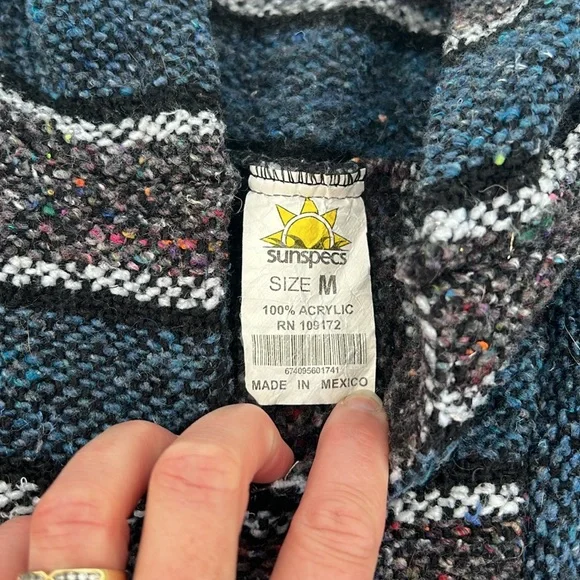 sunspecs
SIZE M
100% ACRYLIC
RN 109172
674095601741
MADE IN MEXICO